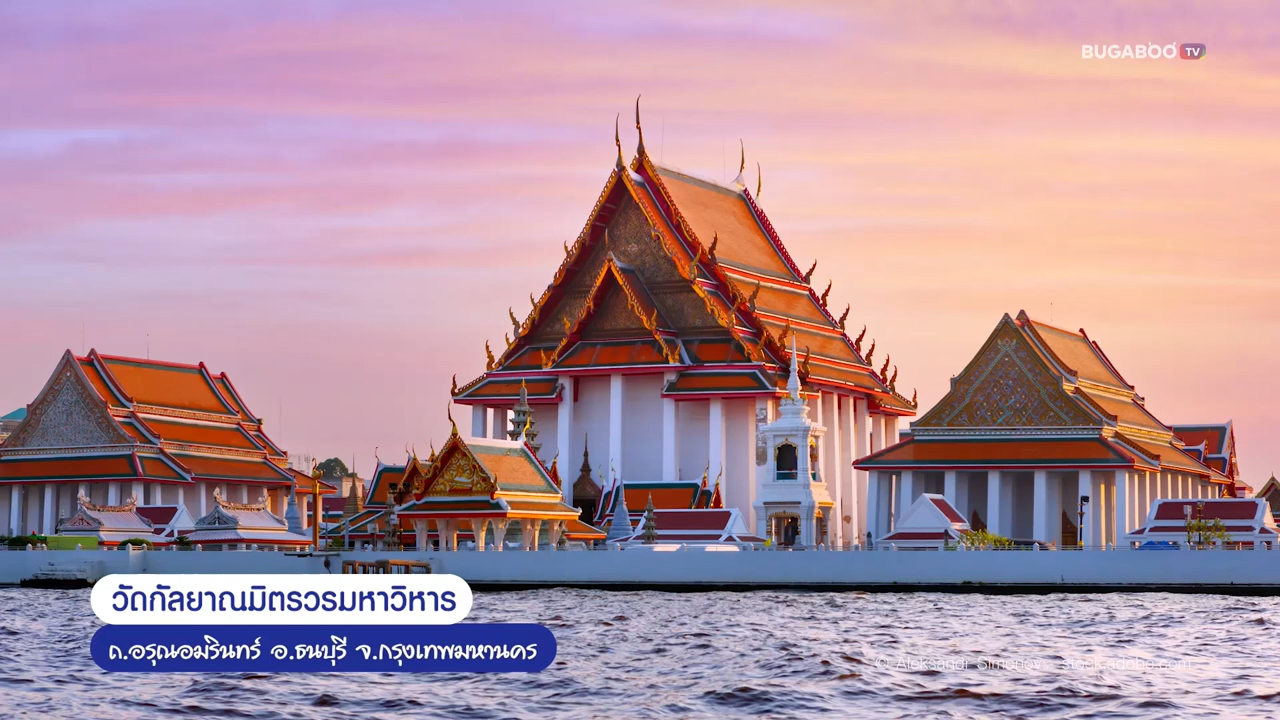 BUGABOO TV
วัดกัลยาณมิตรวรมหาวิหาร
ถ.อรุณอมรินทร์ อ.ธนบุรี จ.กรุงเทพมหานคร
© Aleksandr Simonov - stock.adobe.com